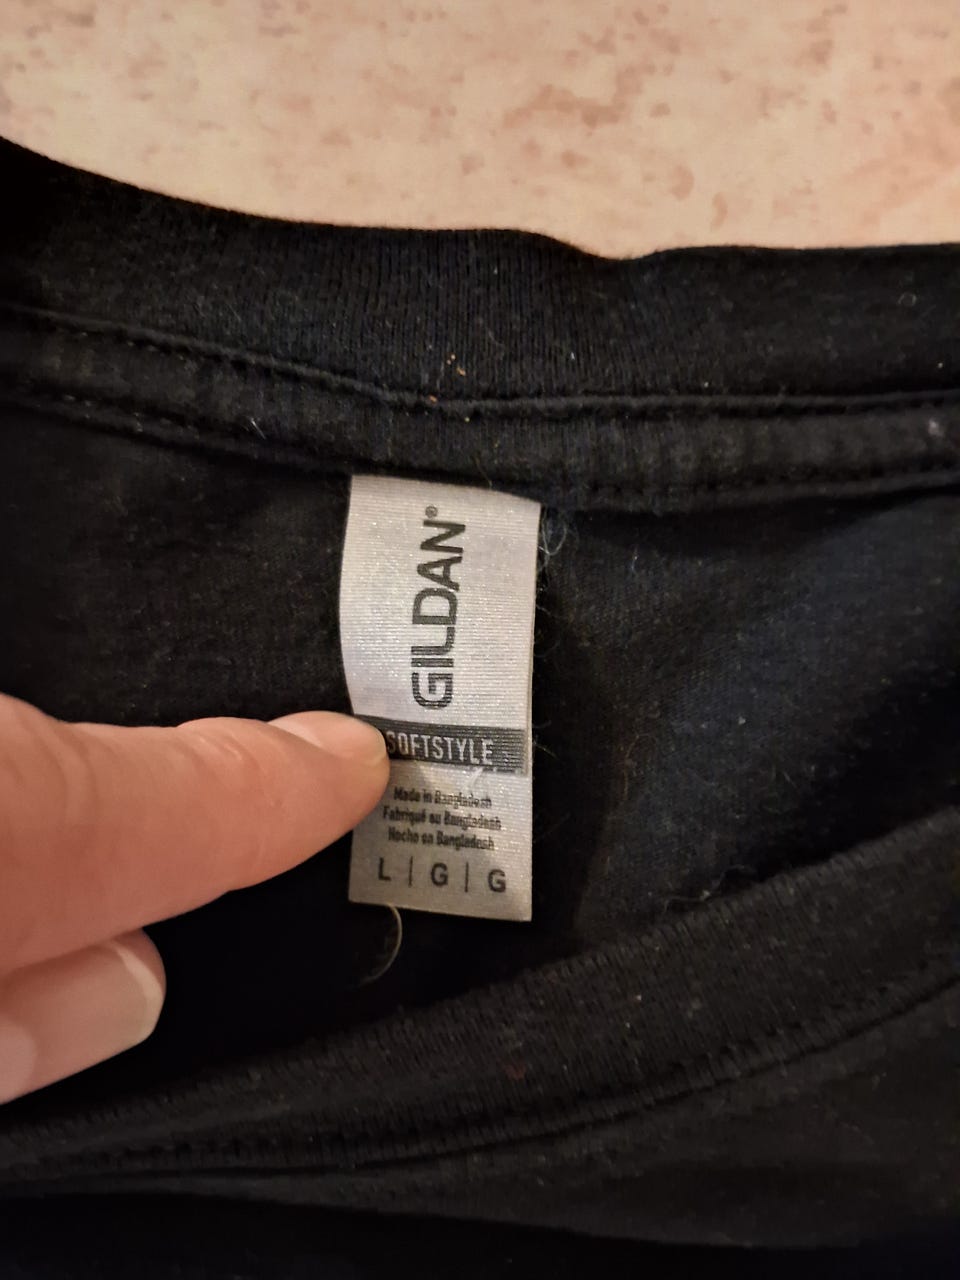 GILDAN®
SOFTSTYLE
Made in Bangladesh
Fabriqué au Bangladesh
Hecho en Bangladesh
L | G | G